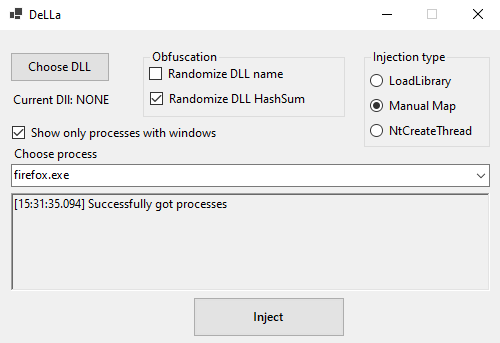 DeLLa
Choose DLL
Current Dll: NONE
Obfuscation
Randomize DLL name
Randomize DLL HashSum
Injection type
LoadLibrary
Manual Map
NtCreateThread
Show only processes with windows
Choose process
firefox.exe
[15:31:35.094] Successfully got processes
Inject